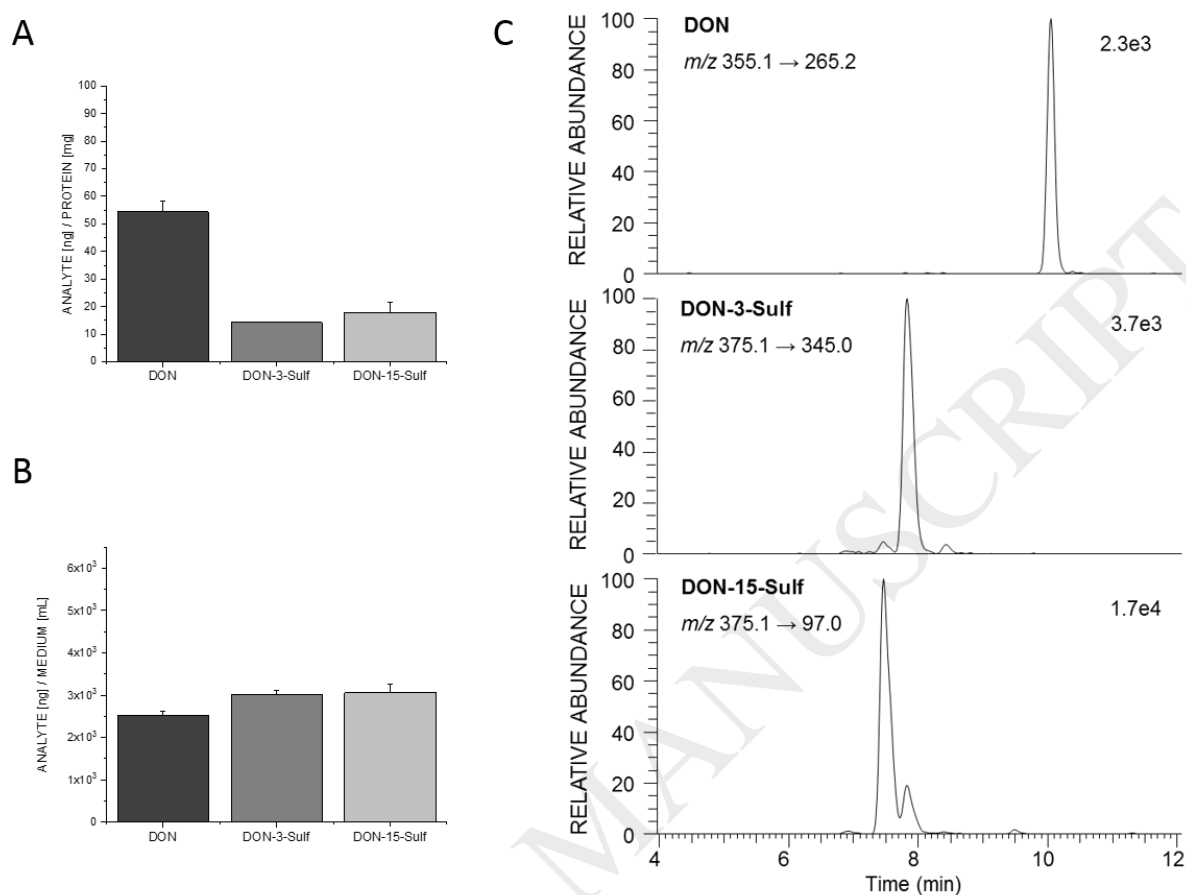 A
ANALYTE [ng] / PROTEIN [mg]
100
90
80
70
60
50
40
30
20
10
0
DON DON-3-Sulf DON-15-Sulf
B
ANALYTE [ng] / MEDIUM [mL]
6x10³
5x10³
4x10³
3x10³
2x10³
1x10³
0
DON DON-3-Sulf DON-15-Sulf
C
RELATIVE ABUNDANCE
100
80
60
40
20
0
DON
m/z 355.1 → 265.2
2.3e3
RELATIVE ABUNDANCE
100
80
60
40
20
0
DON-3-Sulf
m/z 375.1 → 345.0
3.7e3
RELATIVE ABUNDANCE
100
80
60
40
20
0
DON-15-Sulf
m/z 375.1 → 97.0
1.7e4
4 6 8 10 12
Time (min)
MANUSCRIPT